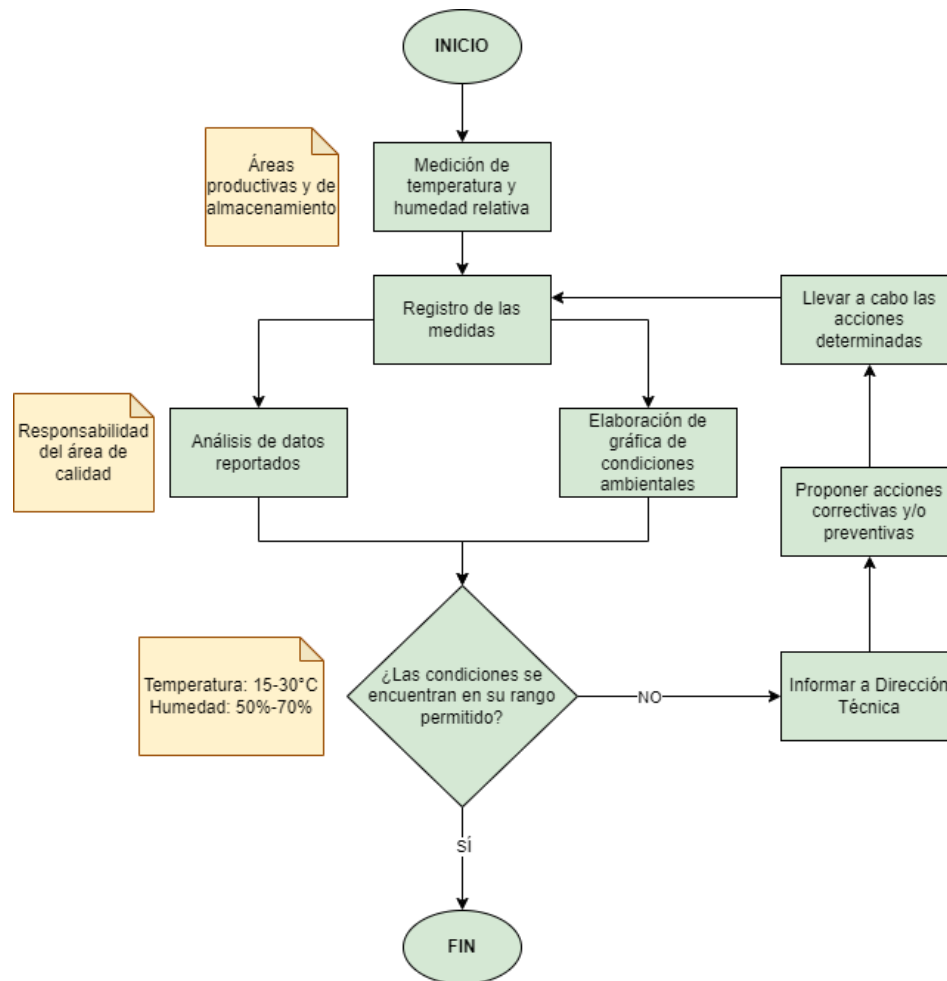 INICIO
Áreas
productivas y de
almacenamiento
Medición de
temperatura y
humedad relativa
Registro de las
medidas
Llevar a cabo las
acciones
determinadas
Responsabilidad
del área de
calidad
Análisis de datos
reportados
Elaboración de
gráfica de
condiciones
ambientales
Proponer acciones
correctivas y/o
preventivas
Temperatura: 15-30°C
Humedad: 50%-70%
¿Las condiciones se
encuentran en su rango
permitido?
NO
Informar a Dirección
Técnica
SÍ
FIN